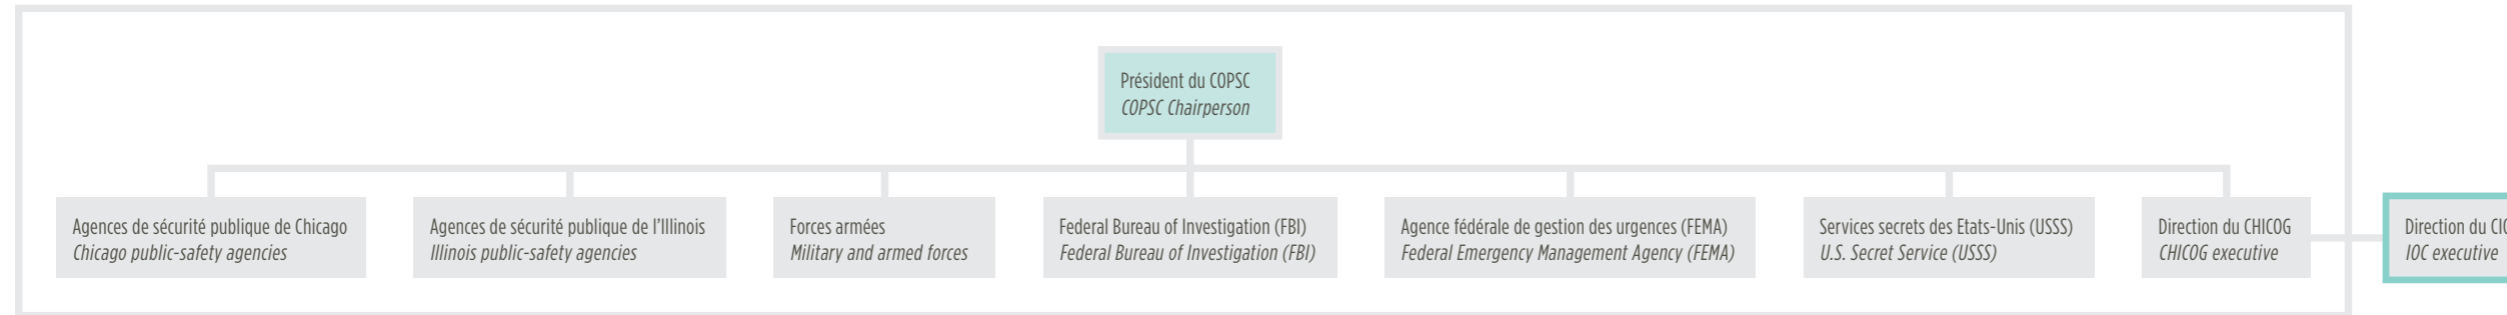 Président du COPSC
COPSC Chairperson
Agences de sécurité publique de Chicago
Chicago public-safety agencies
Agences de sécurité publique de l'Illinois
Illinois public-safety agencies
Forces armées
Military and armed forces
Federal Bureau of Investigation (FBI)
Federal Bureau of Investigation (FBI)
Agence fédérale de gestion des urgences (FEMA)
Federal Emergency Management Agency (FEMA)
Services secrets des Etats-Unis (USSS)
U.S. Secret Service (USSS)
Direction du CHICOG
CHICOG executive
Direction du
IOC executive